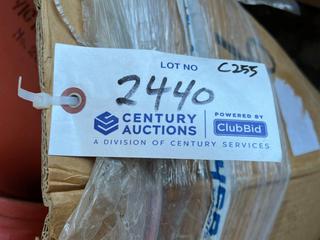 LOT NO C255
2440
CENTURY AUCTIONS
POWERED BY
ClubBid
A DIVISION OF CENTURY SERVICES